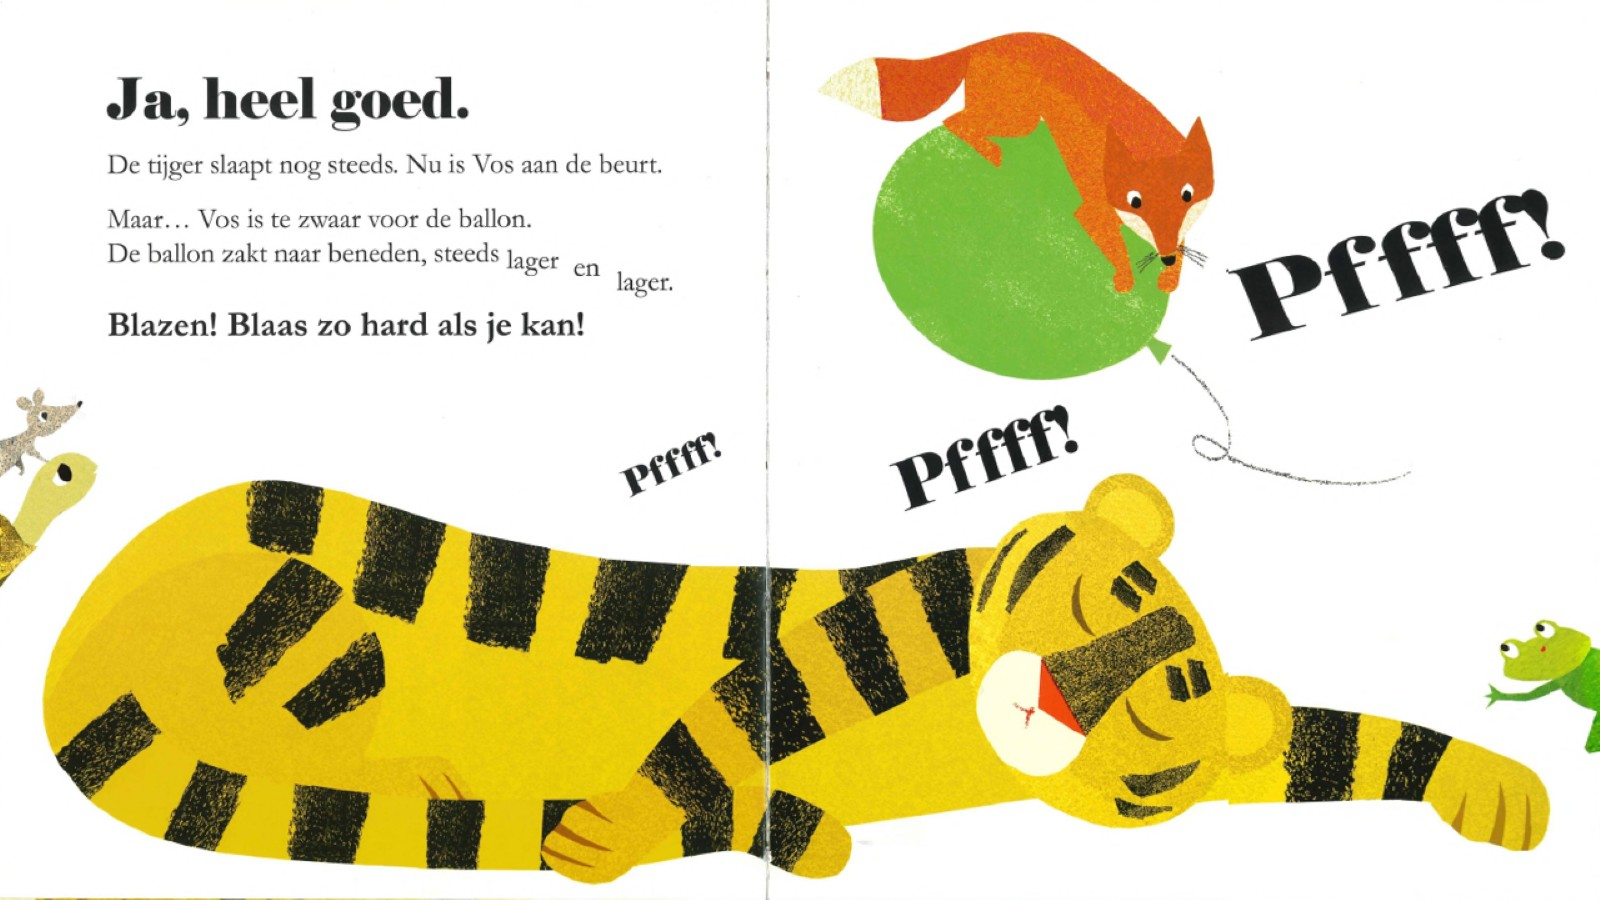 Ja, heel goed.
De tijger slaapt nog steeds. Nu is Vos aan de beurt.
Maar... Vos is te zwaar voor de ballon.
De ballon zakt naar beneden, steeds lager en lager.
Blazen! Blaas zo hard als je kan!
Pffff!
Pffff!
Pffff!